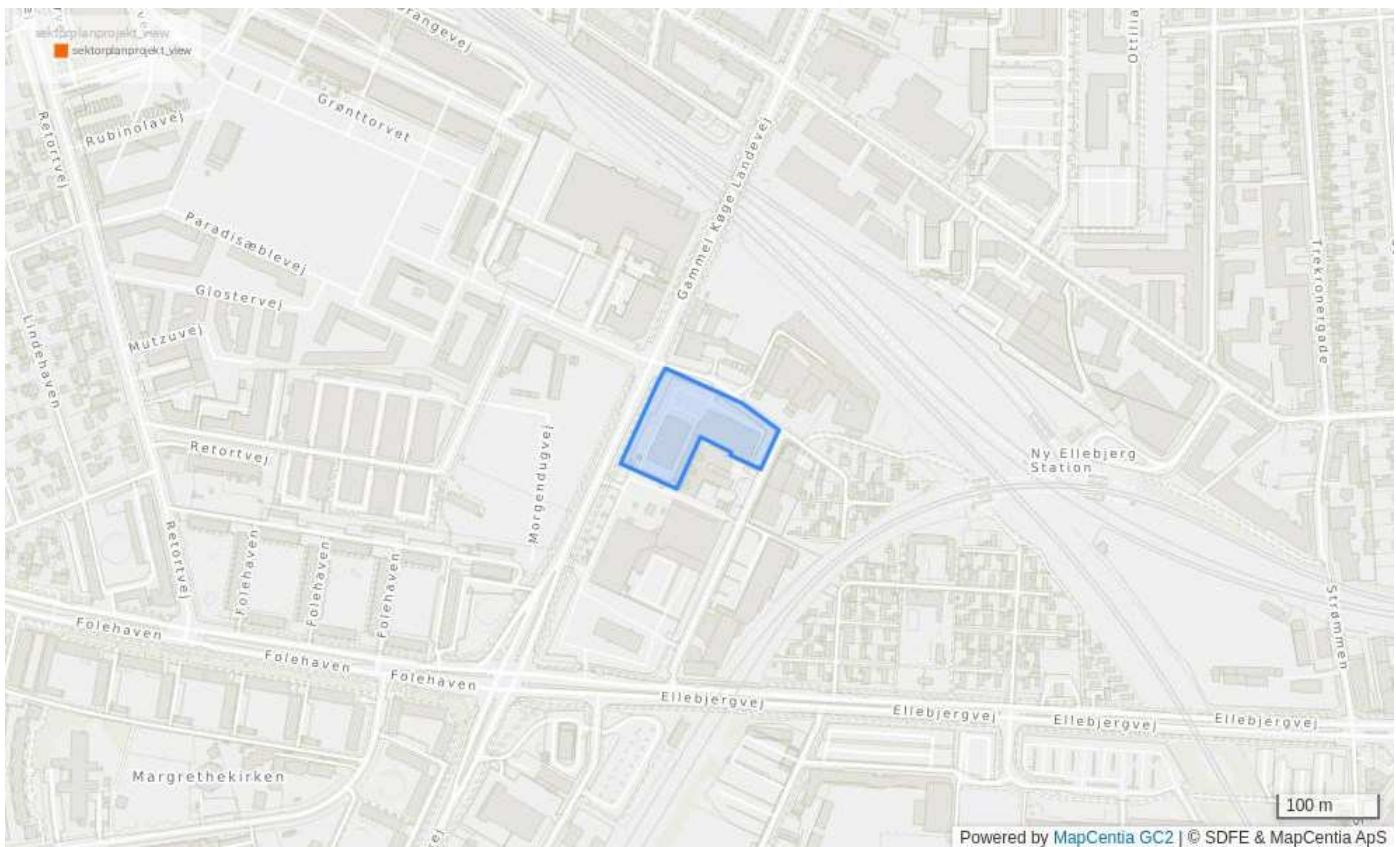 sektorplanprojekt_view
sektorplanprojekt_view
Retortvej
Rubinolavej
Grønttorvet
Ottilia
Paradisæblevej
Glostervej
Mutzuvej
Lindehaven
Gammel Køge Landevej
Trekronergade
Retortvej
Morgendugvej
Ny Ellebjerg
Station
Retortvej
Folehaven
Folehaven
Folehaven
Folehaven
Folehaven
Folehaven
Strømmen
Ellebjergvej
Ellebjergvej
Ellebjergvej
Ellebjergvej
Margrethekirken
100 m
Powered by MapCentia GC2 | © SDFE & MapCentia ApS